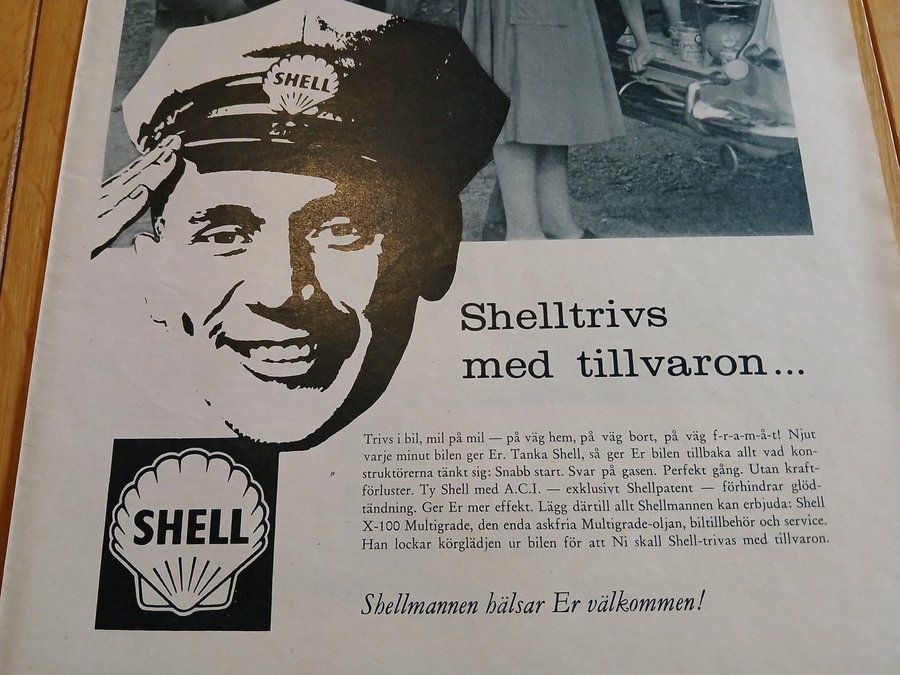 SHELL
Shelltrivs
med tillvaron...
Trivs i bil, mil på mil — på väg hem, på väg bort, på väg f-r-a-m-å-t! Njut
varje minut bilen ger Er. Tanka Shell, så ger Er bilen tillbaka allt vad kon-
struktörerna tänkt sig: Snabb start. Svar på gasen. Perfekt gång. Utan kraft-
förluster. Ty Shell med A.C.I. — exklusivt Shellpatent — förhindrar glöd-
tändning. Ger Er mer effekt. Lägg därtill allt Shellmannen kan erbjuda: Shell
X-100 Multigrade, den enda askfria Multigrade-oljan, biltillbehör och service.
Han lockar körglädjen ur bilen för att Ni skall Shell-trivas med tillvaron.
SHELL
Shellmannen hälsar Er välkommen!